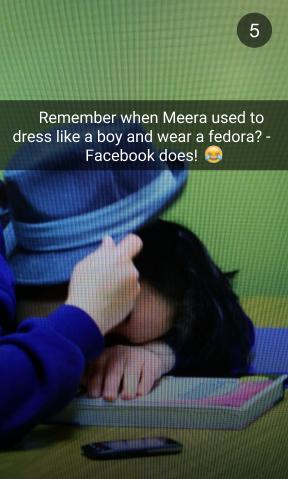 5
Remember when Meera used to
dress like a boy and wear a fedora? -
Facebook does! 😂